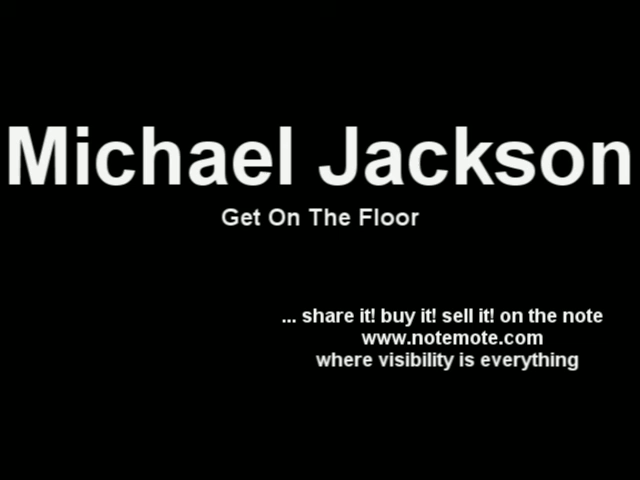 Michael Jackson
Get On The Floor
... share it! buy it! sell it! on the note
www.notemote.com
where visibility is everything